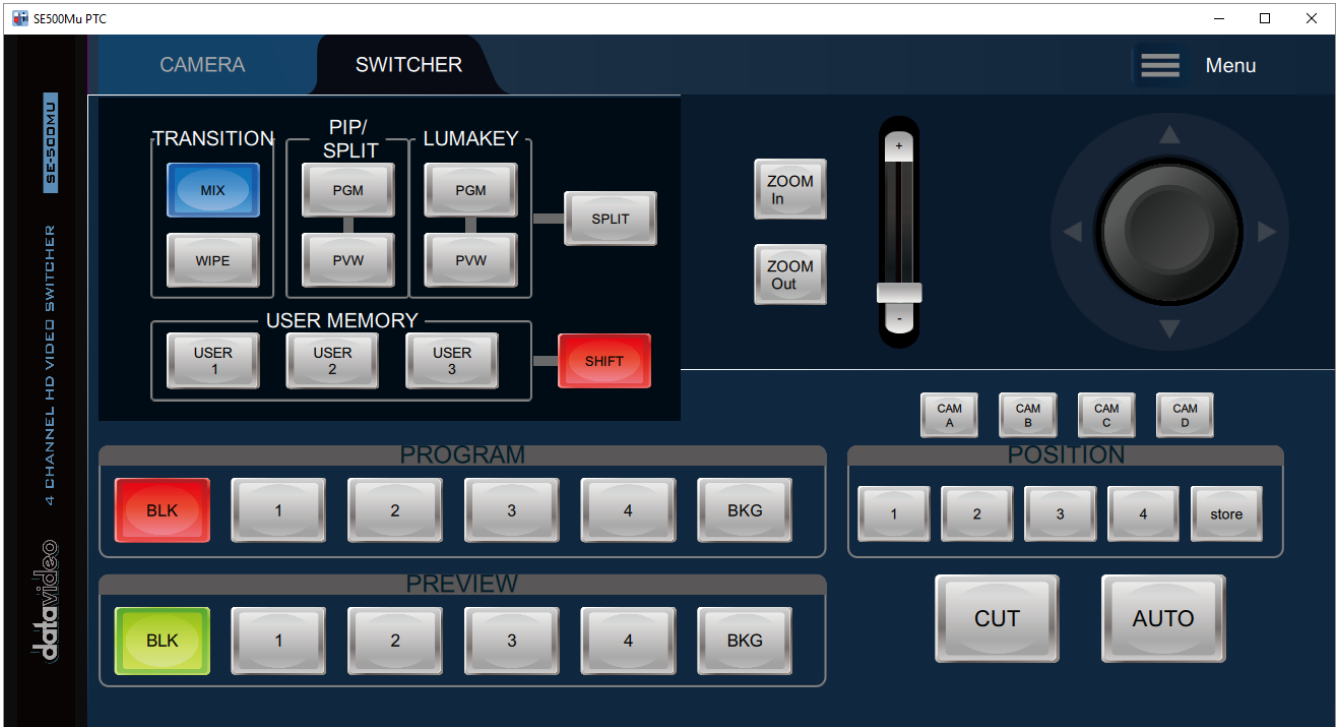 SE500Mu PTC
CAMERA
SWITCHER
Menu
SE-500MU
4 CHANNEL HD VIDEO SWITCHER
datavideo
TRANSITION
MIX
WIPE
PIP/
SPLIT
PGM
PVW
LUMAKEY
PGM
PVW
SPLIT
USER MEMORY
USER
1
USER
2
USER
3
SHIFT
ZOOM
In
ZOOM
Out
+
-
CAM
A
CAM
B
CAM
C
CAM
D
PROGRAM
BLK 1 2 3 4 BKG
POSITION
1 2 3 4 store
PREVIEW
BLK 1 2 3 4 BKG
CUT
AUTO